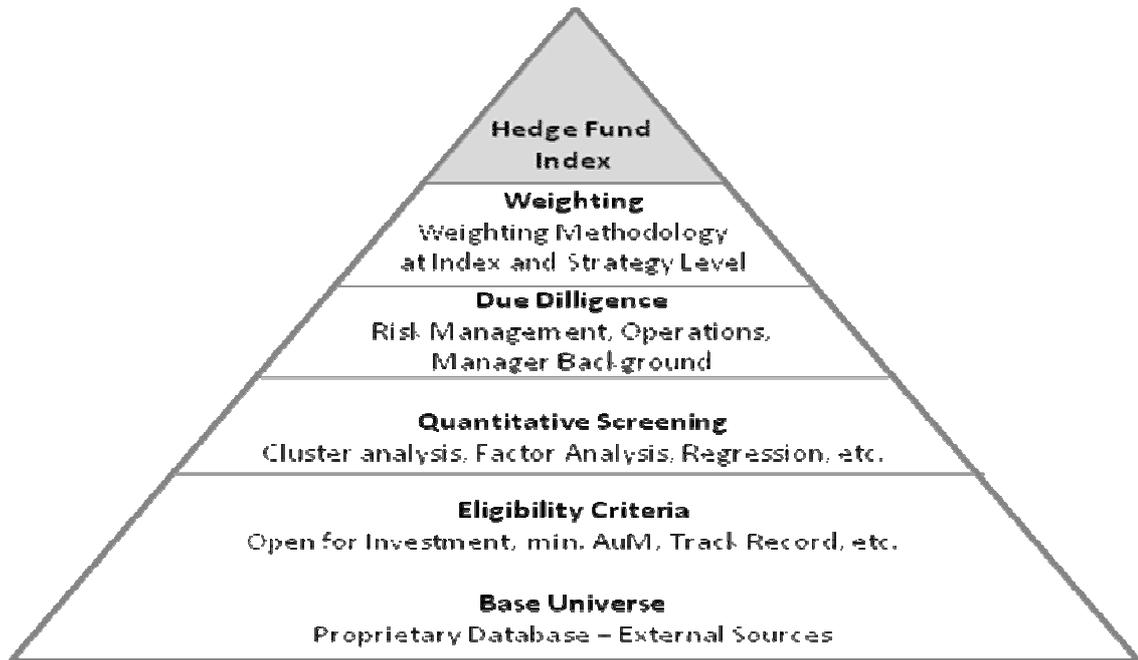 Hedge Fund
Index
Weighting
Weighting Methodology
at Index and Strategy Level
Due Dilligence
Risk Management, Operations,
Manager Background
Quantitative Screening
Cluster analysis, Factor Analysis, Regression, etc.
Eligibility Criteria
Open for Investment, min. AuM, Track Record, etc.
Base Universe
Proprietary Database – External Sources